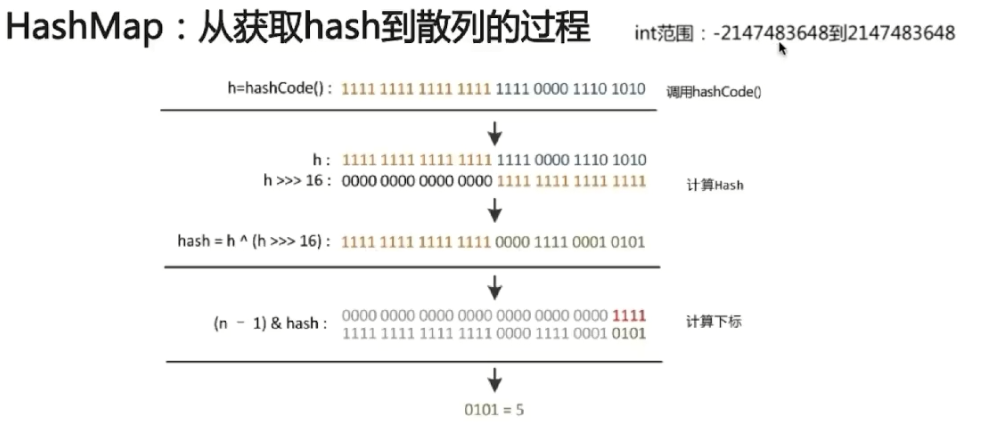 HashMap：从获取hash到散列的过程
int范围：-2147483648到2147483648
h=hashCode()： 1111 1111 1111 1111 1111 0000 1110 1010 调用hashCode()
h： 1111 1111 1111 1111 1111 0000 1110 1010
h >>> 16： 0000 0000 0000 0000 1111 1111 1111 1111 计算Hash
hash = h ^ (h >>> 16)： 1111 1111 1111 1111 0000 1111 0001 0101
(n - 1) & hash： 0000 0000 0000 0000 0000 0000 0000 1111 计算下标
1111 1111 1111 1111 0000 1111 0001 0101
0101 = 5